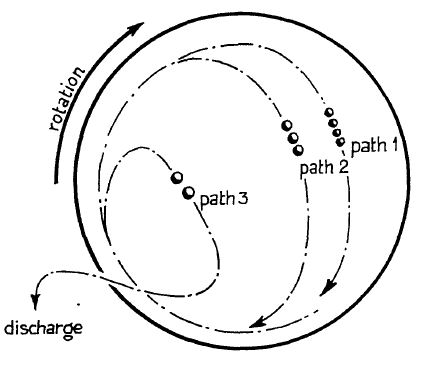 rotation
path 1
path 2
path 3
discharge